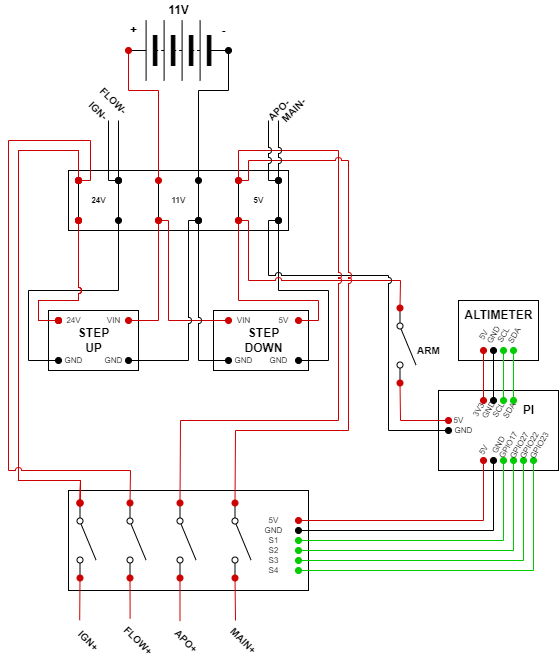 11V
+
-
FLOW-
IGN-
APO-
MAIN-
24V
11V
5V
24V
VIN
STEP
UP
GND
GND
VIN
5V
STEP
DOWN
GND
GND
ARM
ALTIMETER
5V
GND
SCL
SDA
3V3
GND
SCL
SDA
PI
5V
GND
5V
GND
GPIO17
GPIO27
GPIO22
GPIO23
5V
GND
S1
S2
S3
S4
IGN+
FLOW+
APO+
MAIN+